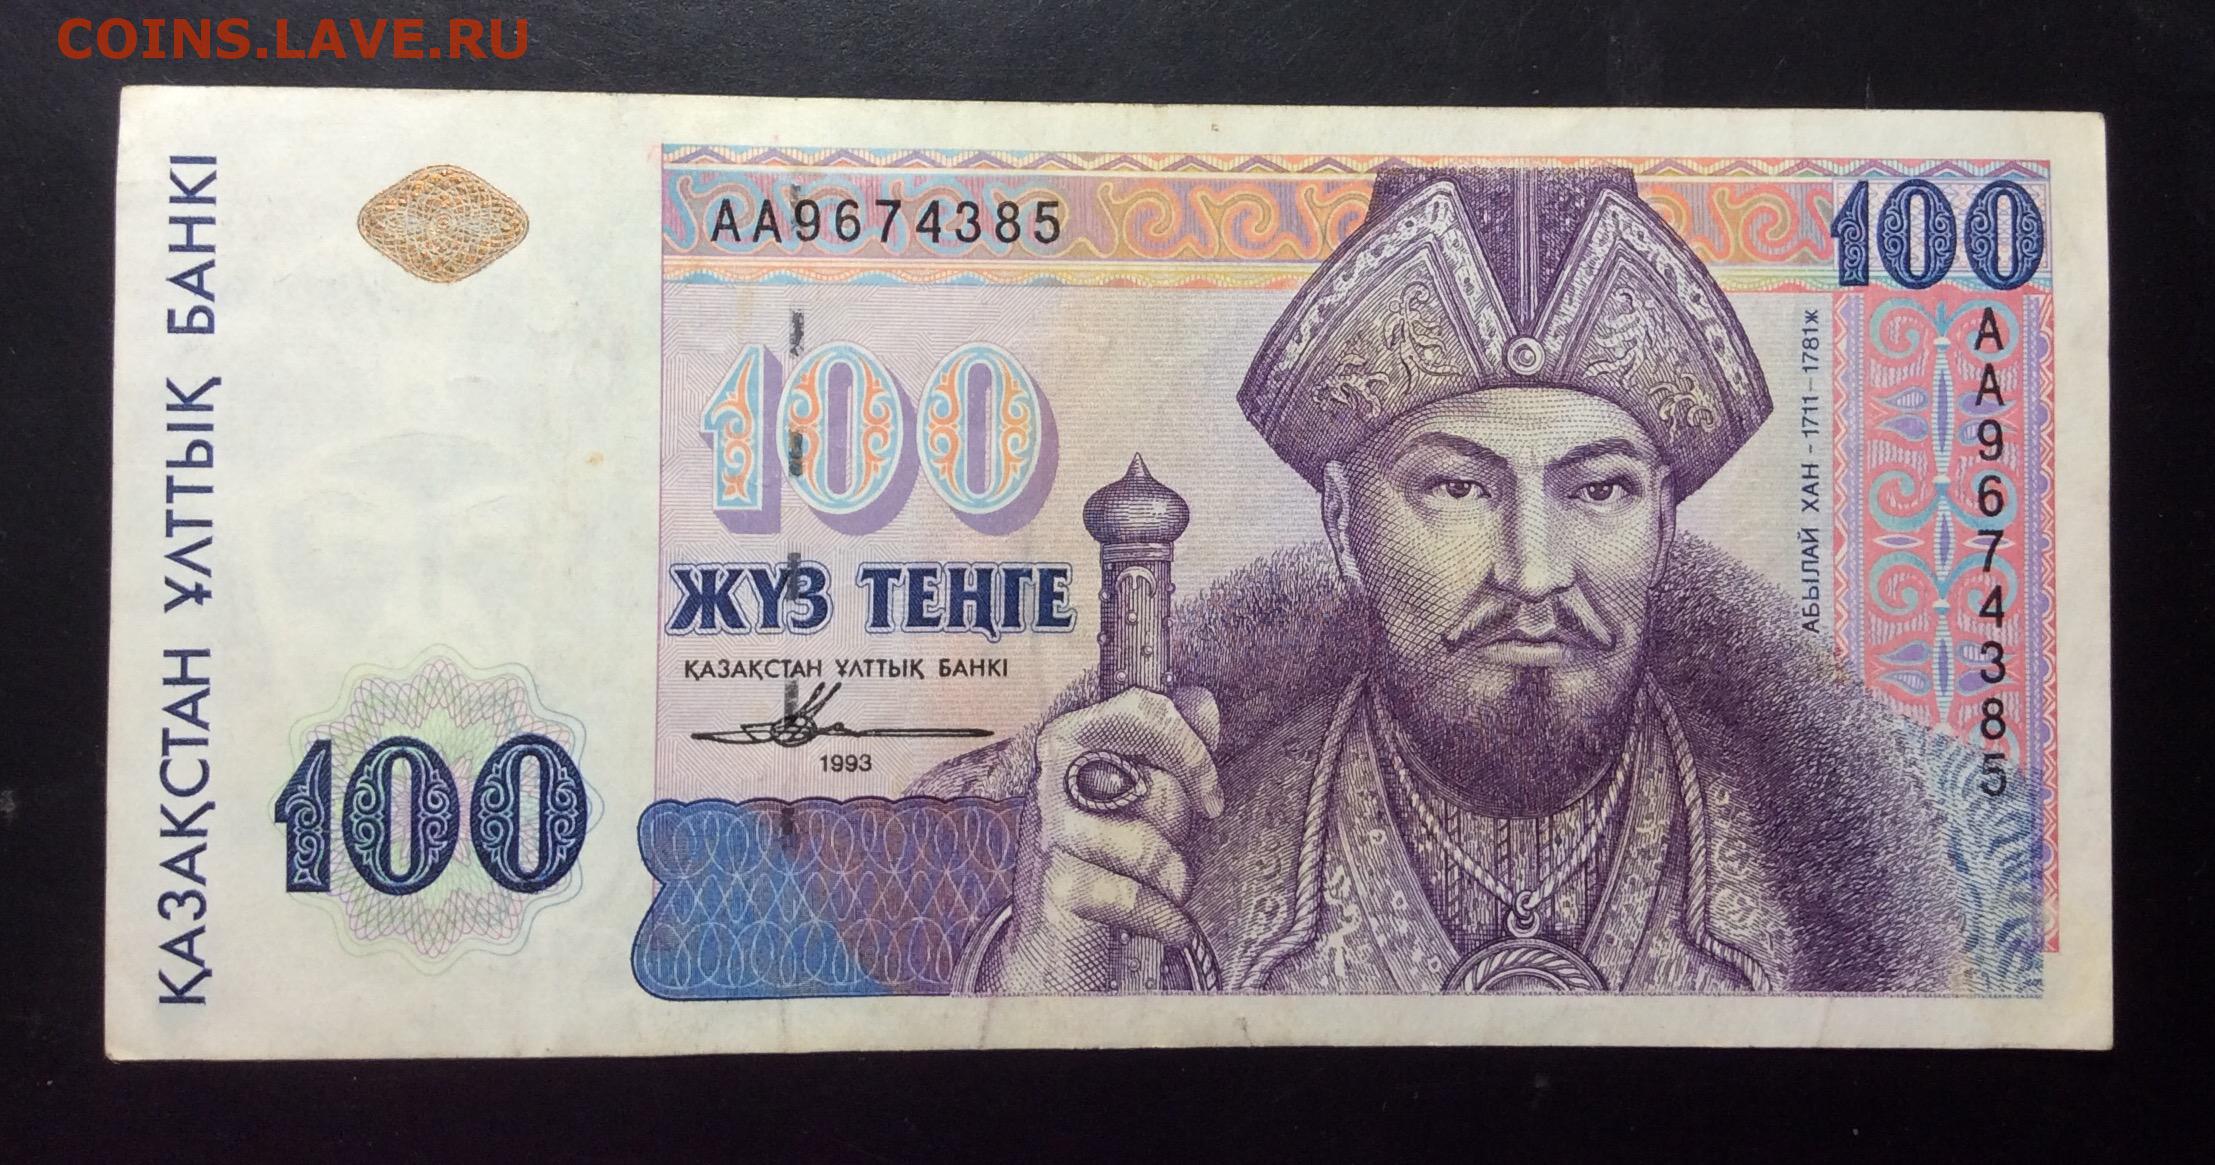 COINS.LAVE.RU
ҚАЗАҚСТАН ҰЛТТЫҚ БАНКІ
АА9674385
100
100
ЖҮЗ ТЕҢГЕ
ҚАЗАҚСТАН ҰЛТТЫҚ БАНКІ
1993
100
АБЫЛАЙ ХАН - 1711-1781ж
АА9674385
100